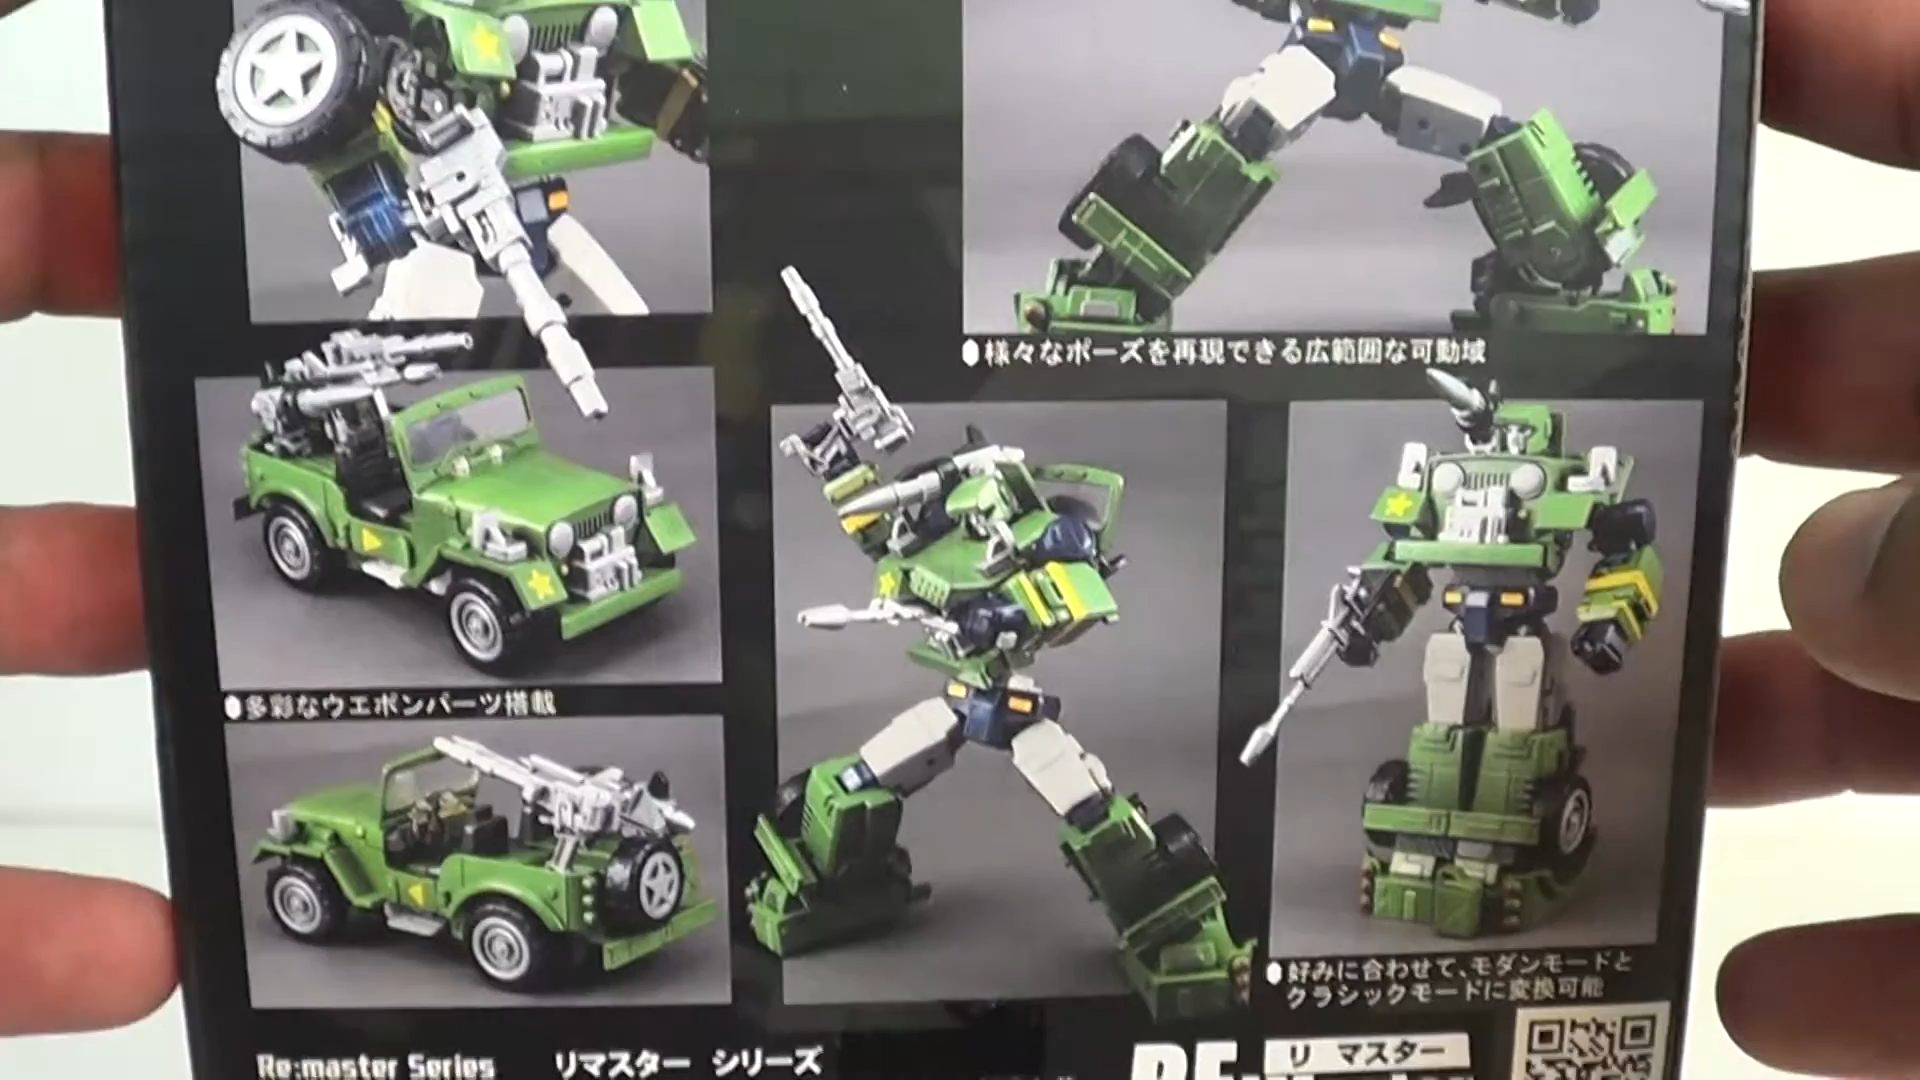 ●様々なポーズを再現できる広範囲な可動域
●多彩なウエポンパーツ搭載
●好みに合わせて、モダンモードと
クラシックモードに変換可能
Re:master Series リマスター シリーズ
リ マスター